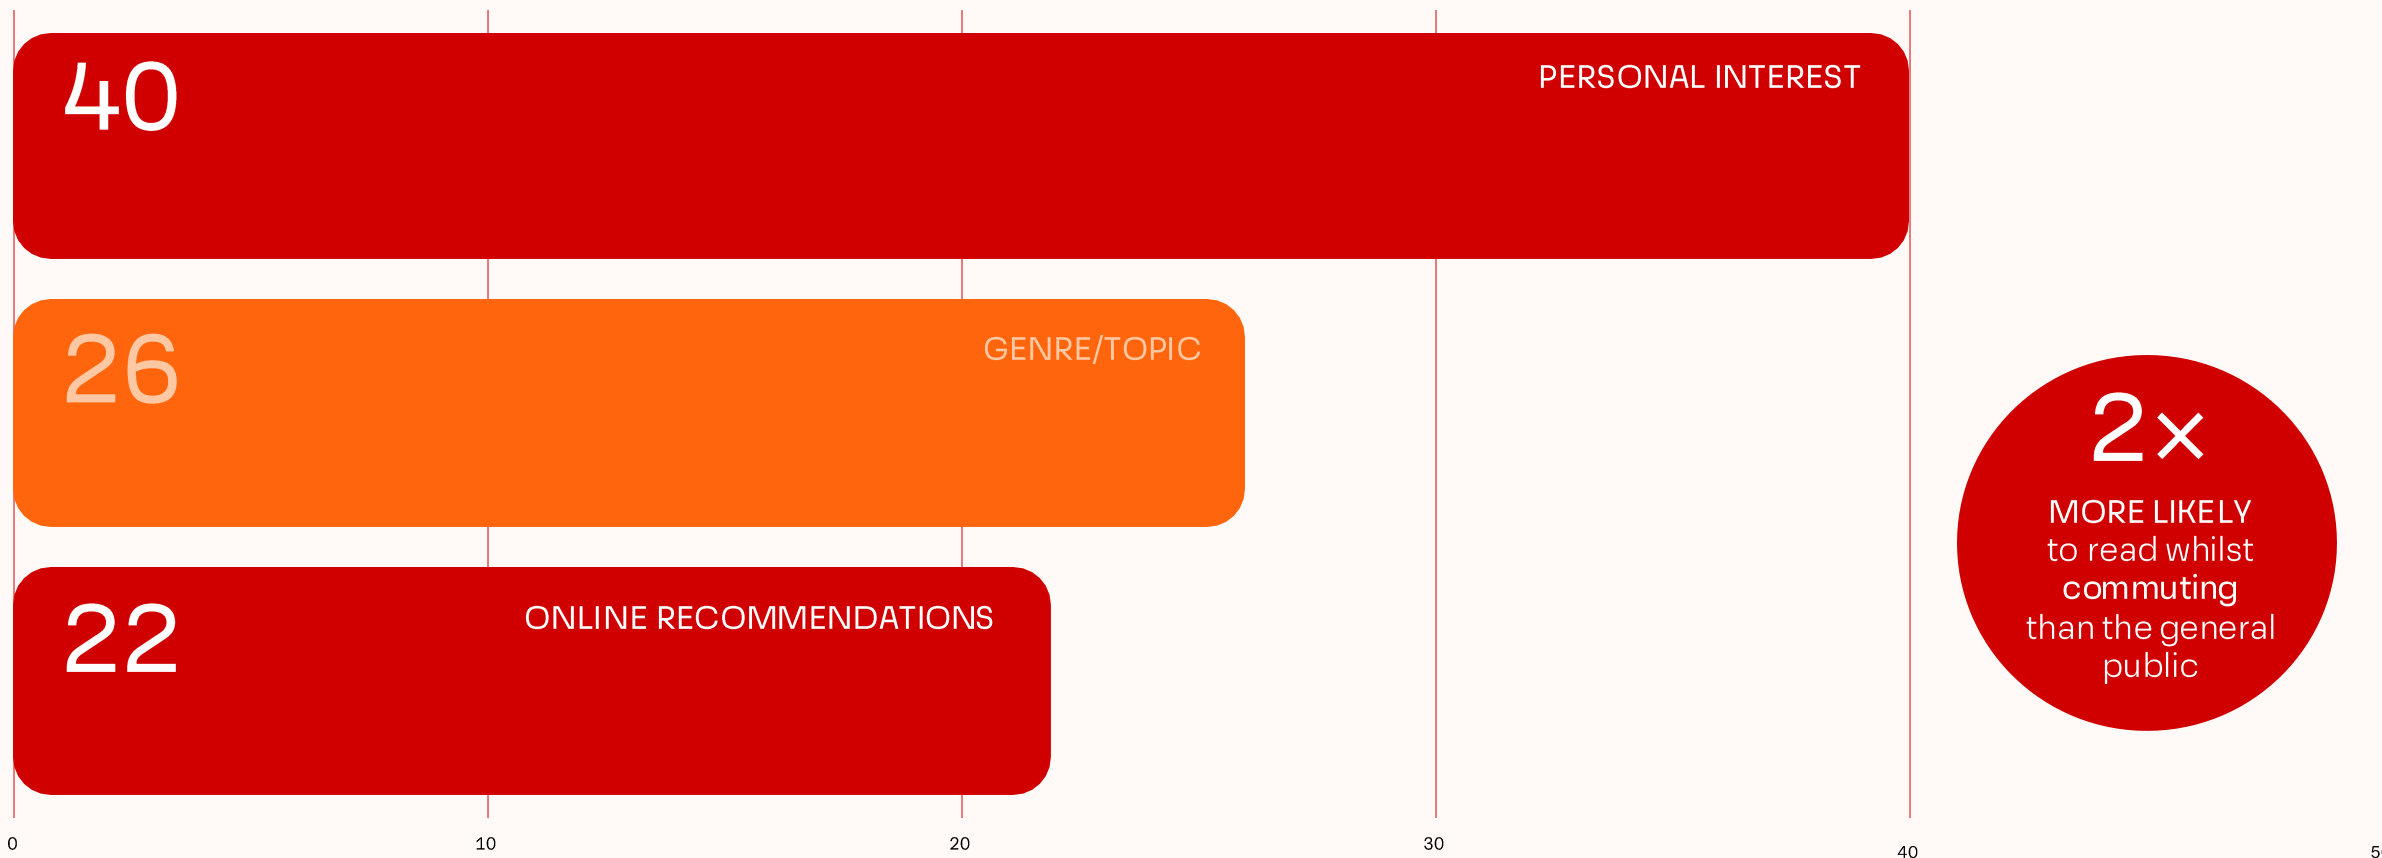 40
PERSONAL INTEREST
26
GENRE/TOPIC
22
ONLINE RECOMMENDATIONS
2×
MORE LIKELY
to read whilst
commuting
than the general
public
0 10 20 30 40